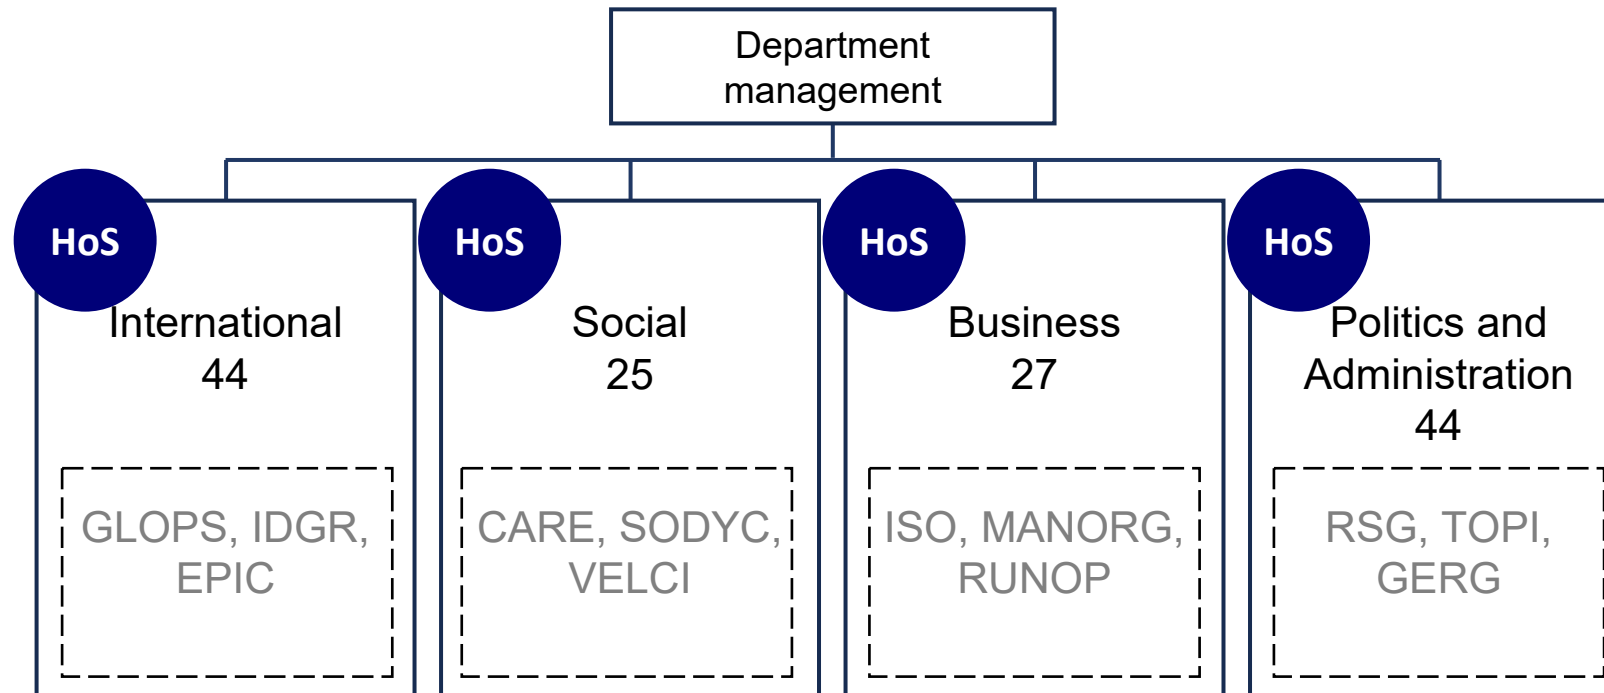 Department
management
HoS
International
44
GLOPS, IDGR,
EPIC
HoS
Social
25
CARE, SODYC,
VELCI
HoS
Business
27
ISO, MANORG,
RUNOP
HoS
Politics and
Administration
44
RSG, TOPI,
GERG